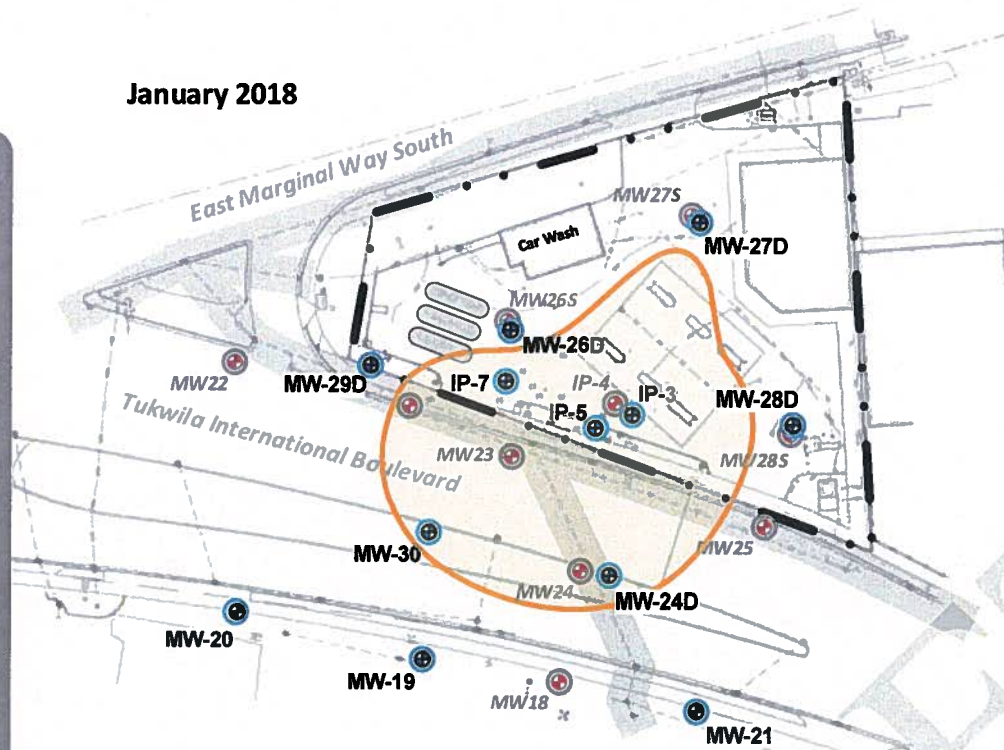 January 2018
East Marginal Way South
MW27S
MW-27D
Car Wash
MW26S
MW-26D
MW22
MW-29D
IP-7
IP-4
IP-3
IP-5
MW-28D
MW28S
Tukwila International Boulevard
MW23
MW25
MW-30
MW24
MW-24D
MW-20
MW-19
MW18
MW-21